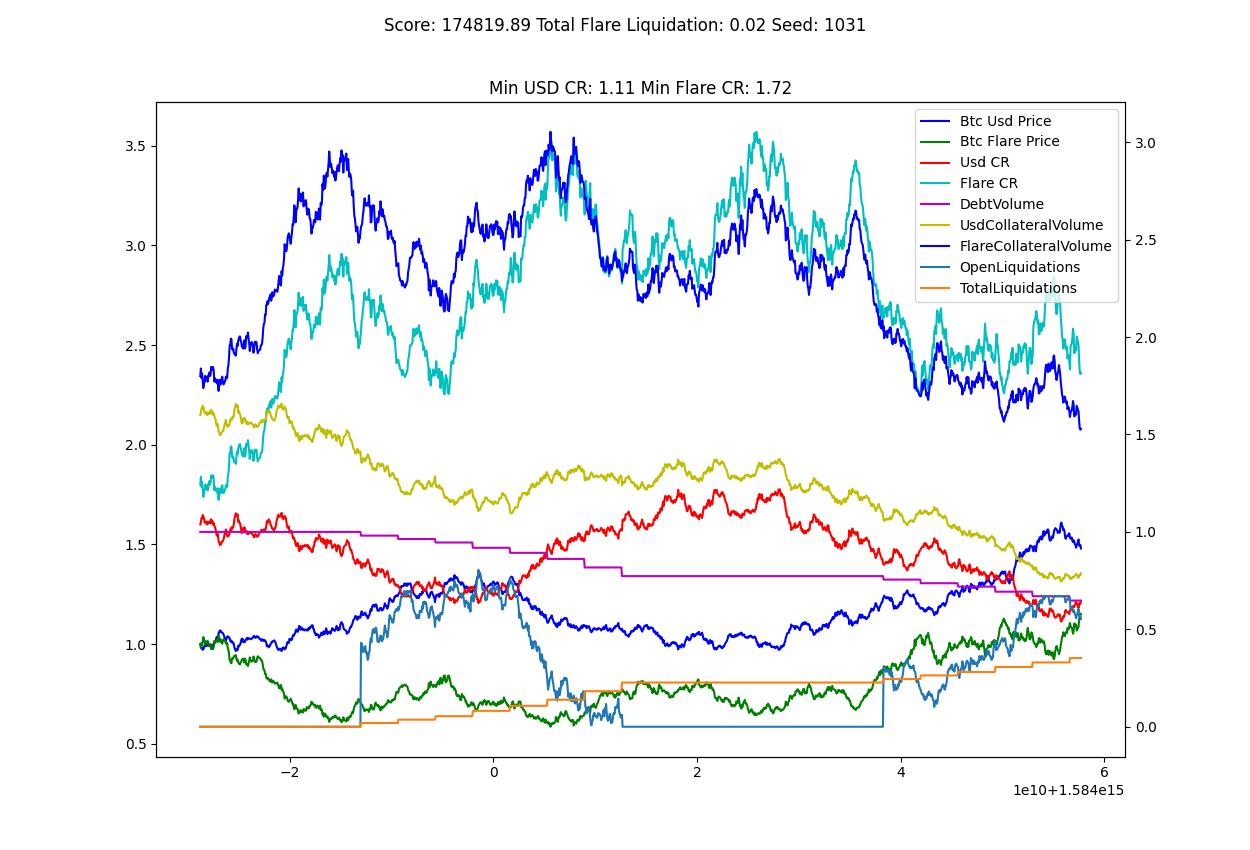 Score: 174819.89 Total Flare Liquidation: 0.02 Seed: 1031
Min USD CR: 1.11 Min Flare CR: 1.72
Btc Usd Price
Btc Flare Price
Usd CR
Flare CR
DebtVolume
UsdCollateralVolume
FlareCollateralVolume
OpenLiquidations
TotalLiquidations
3.5
3.0
2.5
2.0
1.5
1.0
0.5
3.0
2.5
2.0
1.5
1.0
0.5
0.0
−2 0 2 4 6
1e10+1.584e15